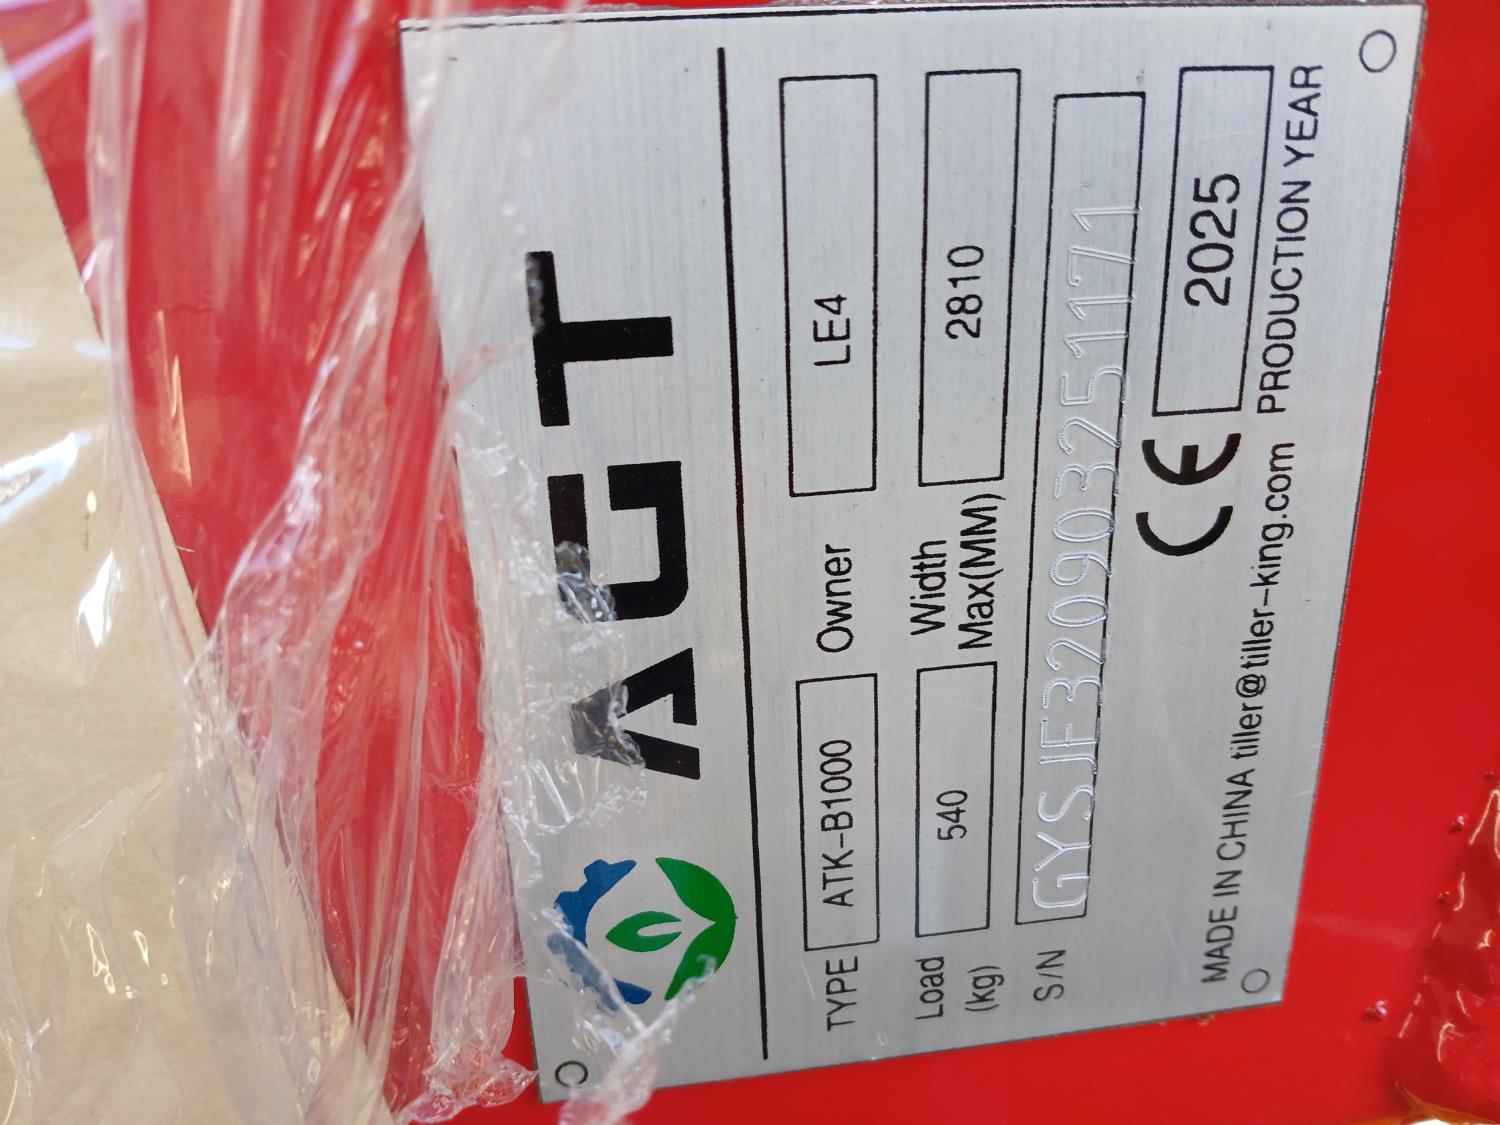 AGT
TYPE ATK-B1000 Owner LE4
Load (kg) 540 Width Max(MM) 2810
S/N GYSJF3209032551171
CE 2025
MADE IN CHINA tiller@tiller-king.com PRODUCTION YEAR